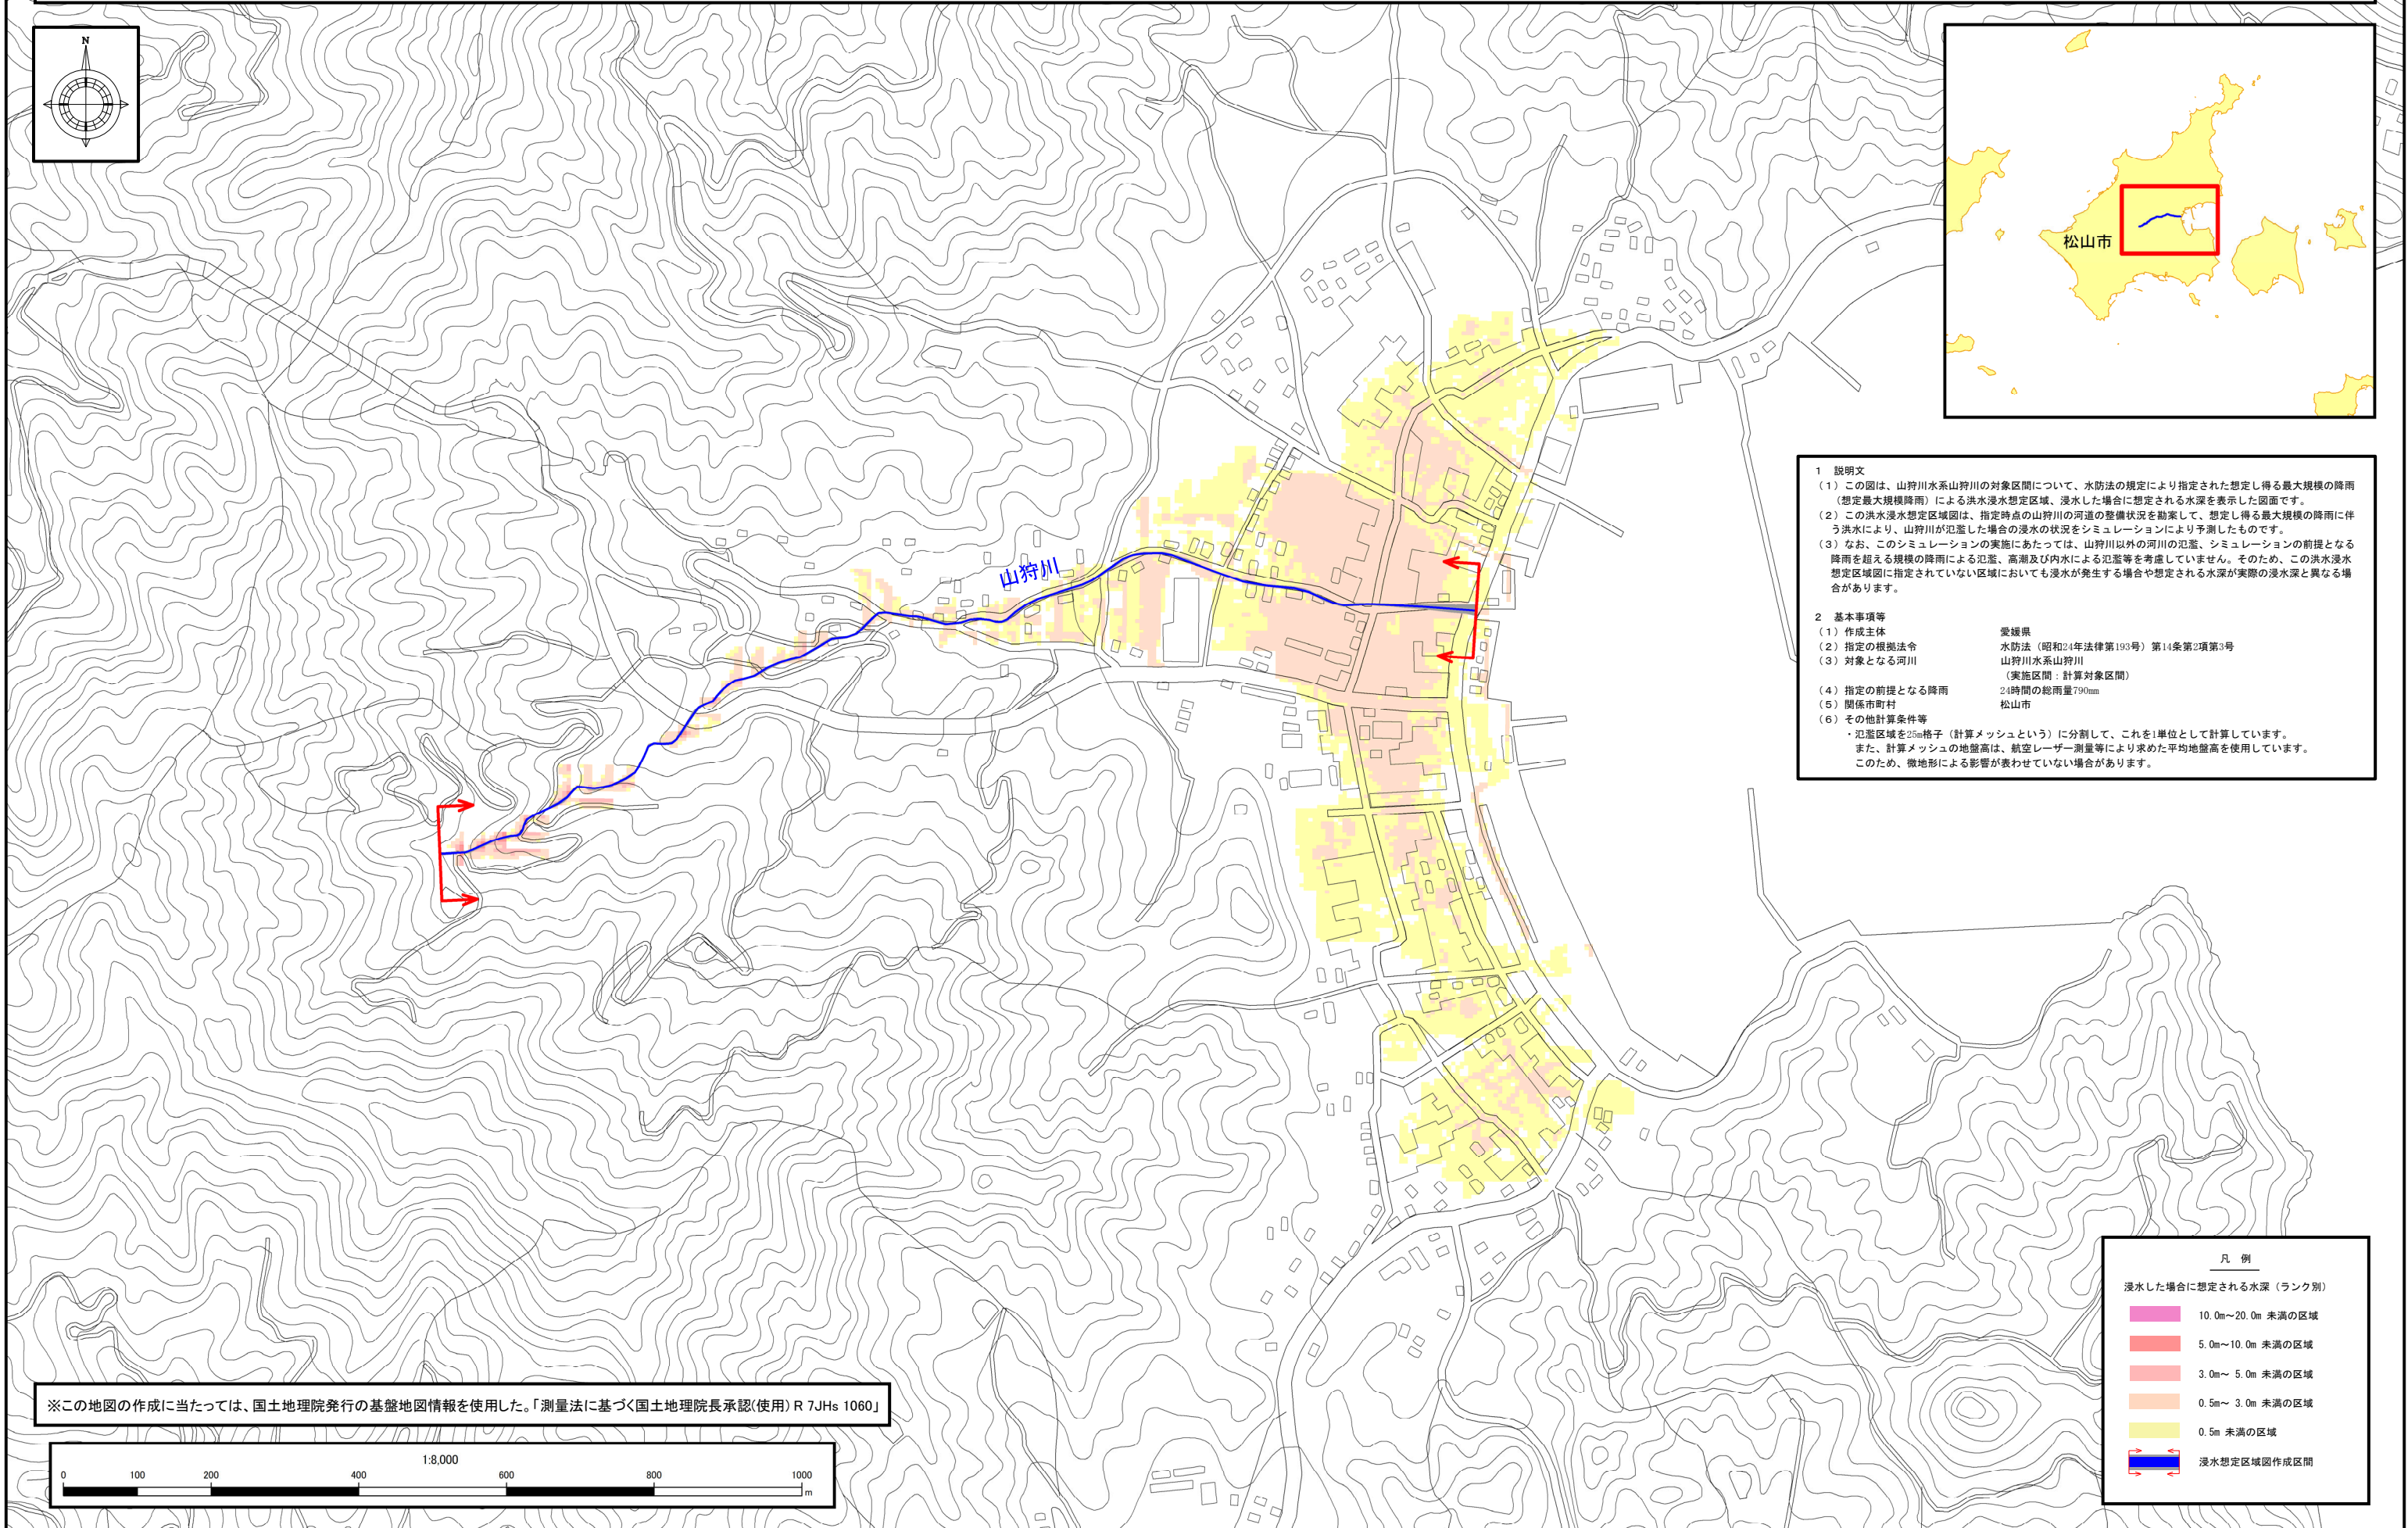 N
松山市
山狩川
1 説明文
(1)この図は、山狩川水系山狩川の対象区間について、水防法の規定により指定された想定し得る最大規模の降雨
(想定最大規模降雨)による洪水浸水想定区域、浸水した場合に想定される水深を表示した図面です。
(2)この洪水浸水想定区域図は、指定時点の山狩川の河道の整備状況を勘案して、想定し得る最大規模の降雨に伴
う洪水により、山狩川が氾濫した場合の浸水の状況をシミュレーションにより予測したものです。
(3)なお、このシミュレーションの実施にあたっては、山狩川以外の河川の氾濫、シミュレーションの前提となる
降雨を超える規模の降雨による氾濫、高潮及び内水による氾濫等を考慮していません。そのため、この洪水浸水
想定区域図に指定されていない区域においても浸水が発生する場合や想定される水深が実際の浸水深と異なる場
合があります。
2 基本事項等
(1)作成主体 愛媛県
(2)指定の根拠法令 水防法(昭和24年法律第193号)第14条第2項第3号
(3)対象となる河川 山狩川水系山狩川
(実施区間:計算対象区間)
(4)指定の前提となる降雨 24時間の総雨量790mm
(5)関係市町村 松山市
(6)その他計算条件等
・氾濫区域を25m格子(計算メッシュという)に分割して、これを1単位として計算しています。
また、計算メッシュの地盤高は、航空レーザー測量等により求めた平均地盤高を使用しています。
このため、微地形による影響が表わせていない場合があります。
凡 例
浸水した場合に想定される水深(ランク別)
10.0m～20.0m 未満の区域
5.0m～10.0m 未満の区域
3.0m～ 5.0m 未満の区域
0.5m～ 3.0m 未満の区域
0.5m 未満の区域
浸水想定区域図作成区間
※この地図の作成に当たっては、国土地理院発行の基盤地図情報を使用した。「測量法に基づく国土地理院長承認(使用)R 7JHs 1060」
1:8,000
0 100 200 400 600 800 1000
m